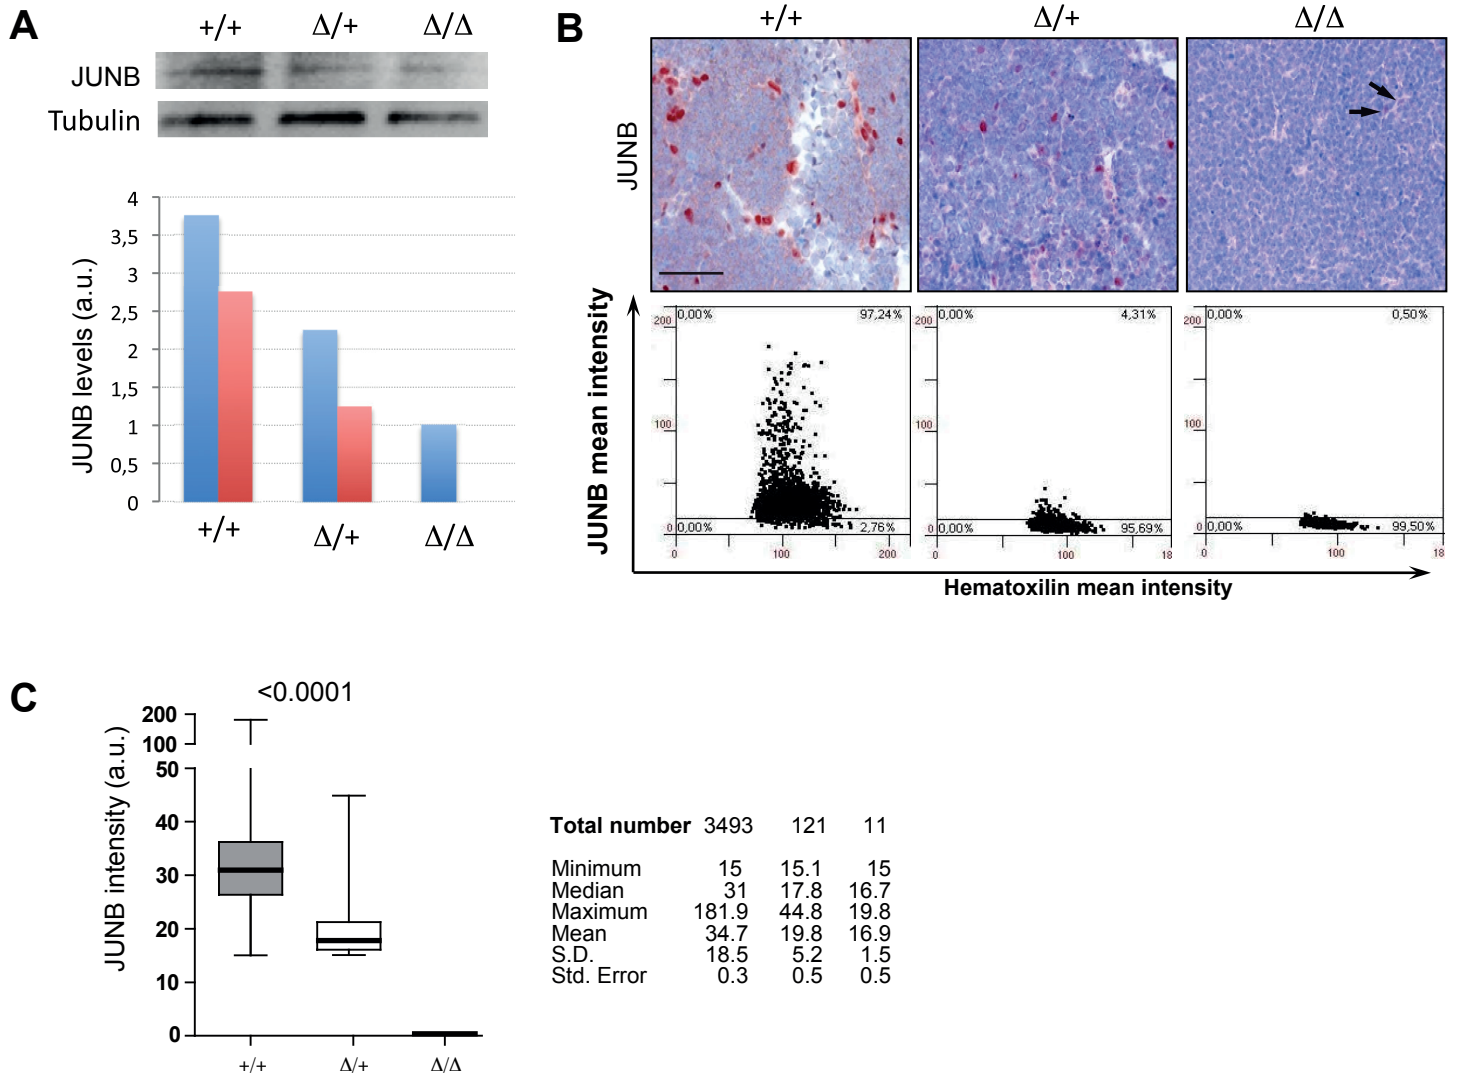 A
+/+ Δ/+ Δ/Δ
JUNB
Tubulin
JUNB levels (a.u.)
4
3,5
3
2,5
2
1,5
1
0,5
0
+/+ Δ/+ Δ/Δ
B
+/+ Δ/+ Δ/Δ
JUNB
JUNB mean intensity
200 0,00% 97,24%
100
0 0,00% 2,76%
0 100 200
200 0,00% 4,31%
100
0 0,00% 95,69%
0 100 18
200 0,00% 0,50%
100
0 0,00% 99,50%
0 100 18
Hematoxilin mean intensity
C
<0.0001
JUNB intensity (a.u.)
200
100
50
40
30
20
10
0
+/+ Δ/+ Δ/Δ
Total number 3493 121 11
Minimum 15 15.1 15
Median 31 17.8 16.7
Maximum 181.9 44.8 19.8
Mean 34.7 19.8 16.9
S.D. 18.5 5.2 1.5
Std. Error 0.3 0.5 0.5